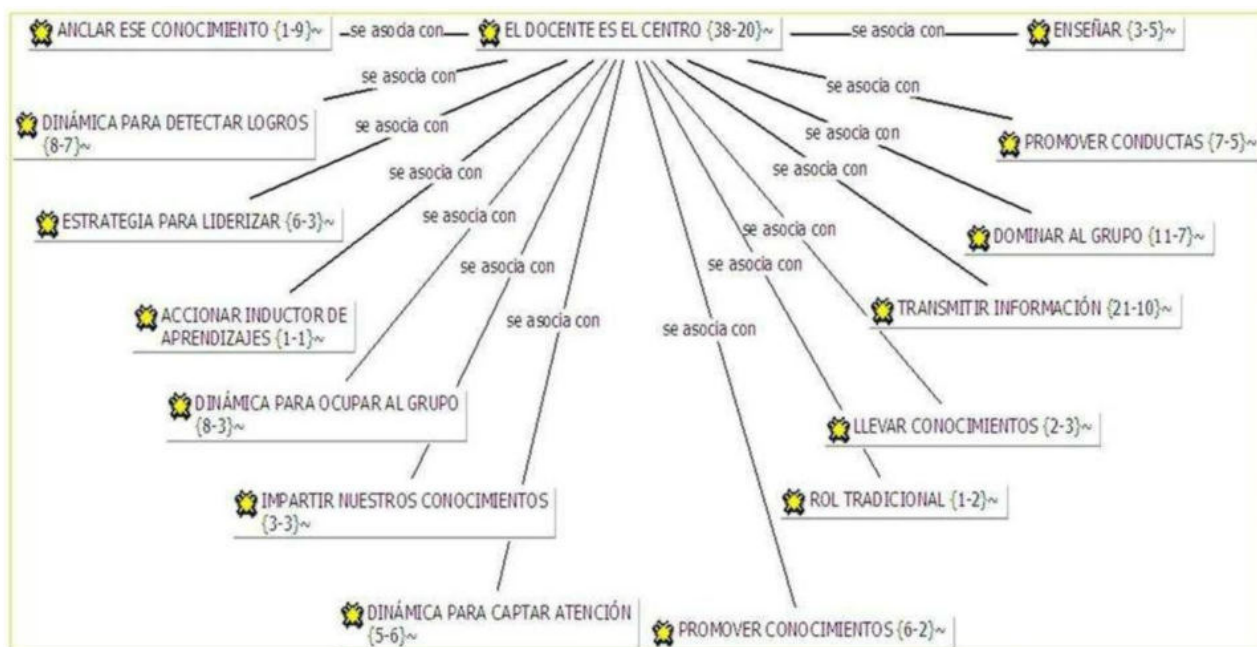 ANCLAR ESE CONOCIMIENTO {1-9}~
se asocia con
EL DOCENTE ES EL CENTRO {38-20}~
se asocia con
ENSEÑAR {3-5}~
se asocia con
se asocia con
DINÁMICA PARA DETECTAR LOGROS
{8-7}~
se asocia con
se asocia con
PROMOVER CONDUCTAS {7-5}~
se asocia con
se asocia con
ESTRATEGIA PARA LIDERIZAR {6-3}~
se asocia con
se asocia con
DOMINAR AL GRUPO {11-7}~
se asocia con
se asocia con
ACCIONAR INDUCTOR DE
APRENDIZAJES {1-1}~
TRANSMITIR INFORMACIÓN {21-10}~
se asocia con
se asocia con
DINÁMICA PARA OCUPAR AL GRUPO
{8-3}~
LLEVAR CONOCIMIENTOS {2-3}~
IMPARTIR NUESTROS CONOCIMIENTOS
{3-3}~
ROL TRADICIONAL {1-2}~
DINÁMICA PARA CAPTAR ATENCIÓN
{5-6}~
PROMOVER CONOCIMIENTOS {6-2}~